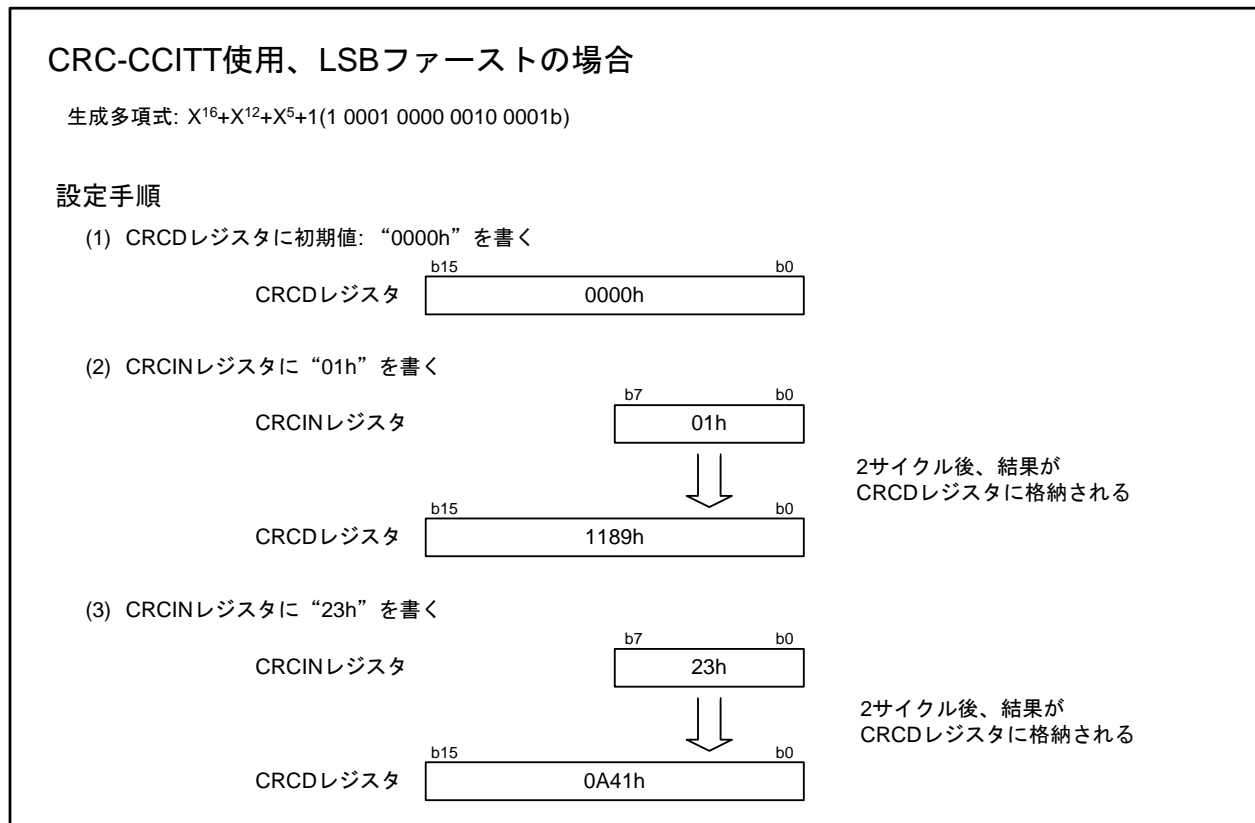 CRC-CCITT使用、LSBファーストの場合
生成多項式: X¹⁶+X¹²+X⁵+1(1 0001 0000 0010 0001b)
設定手順
(1) CRCDレジスタに初期値: “0000h”を書く
b15 b0
CRCDレジスタ 0000h
(2) CRCINレジスタに“01h”を書く
b7 b0
CRCINレジスタ 01h
2サイクル後、結果が
CRCDレジスタに格納される
b15 b0
CRCDレジスタ 1189h
(3) CRCINレジスタに“23h”を書く
b7 b0
CRCINレジスタ 23h
2サイクル後、結果が
CRCDレジスタに格納される
b15 b0
CRCDレジスタ 0A41h